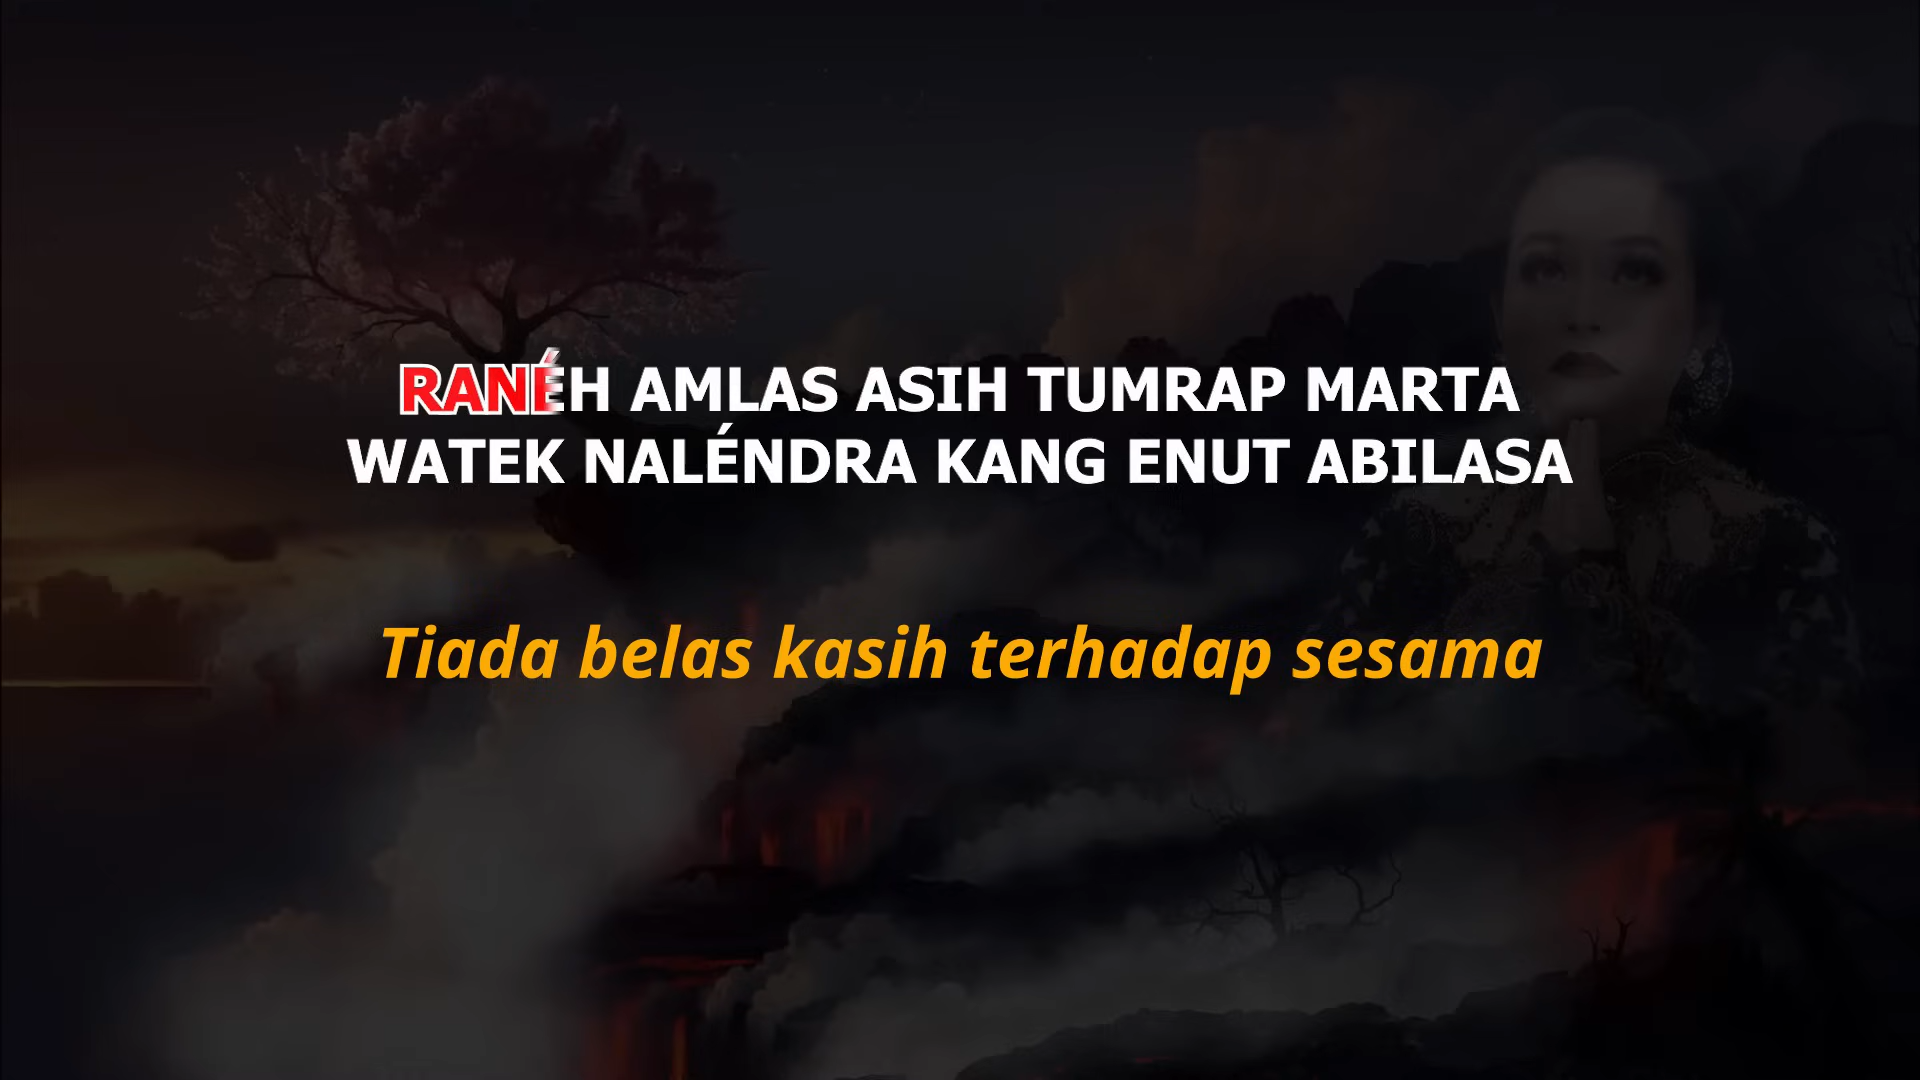 RANÉH AMLAS ASIH TUMRAP MARTA
WATEK NALÉNDRA KANG ENUT ABILASA
Tiada belas kasih terhadap sesama